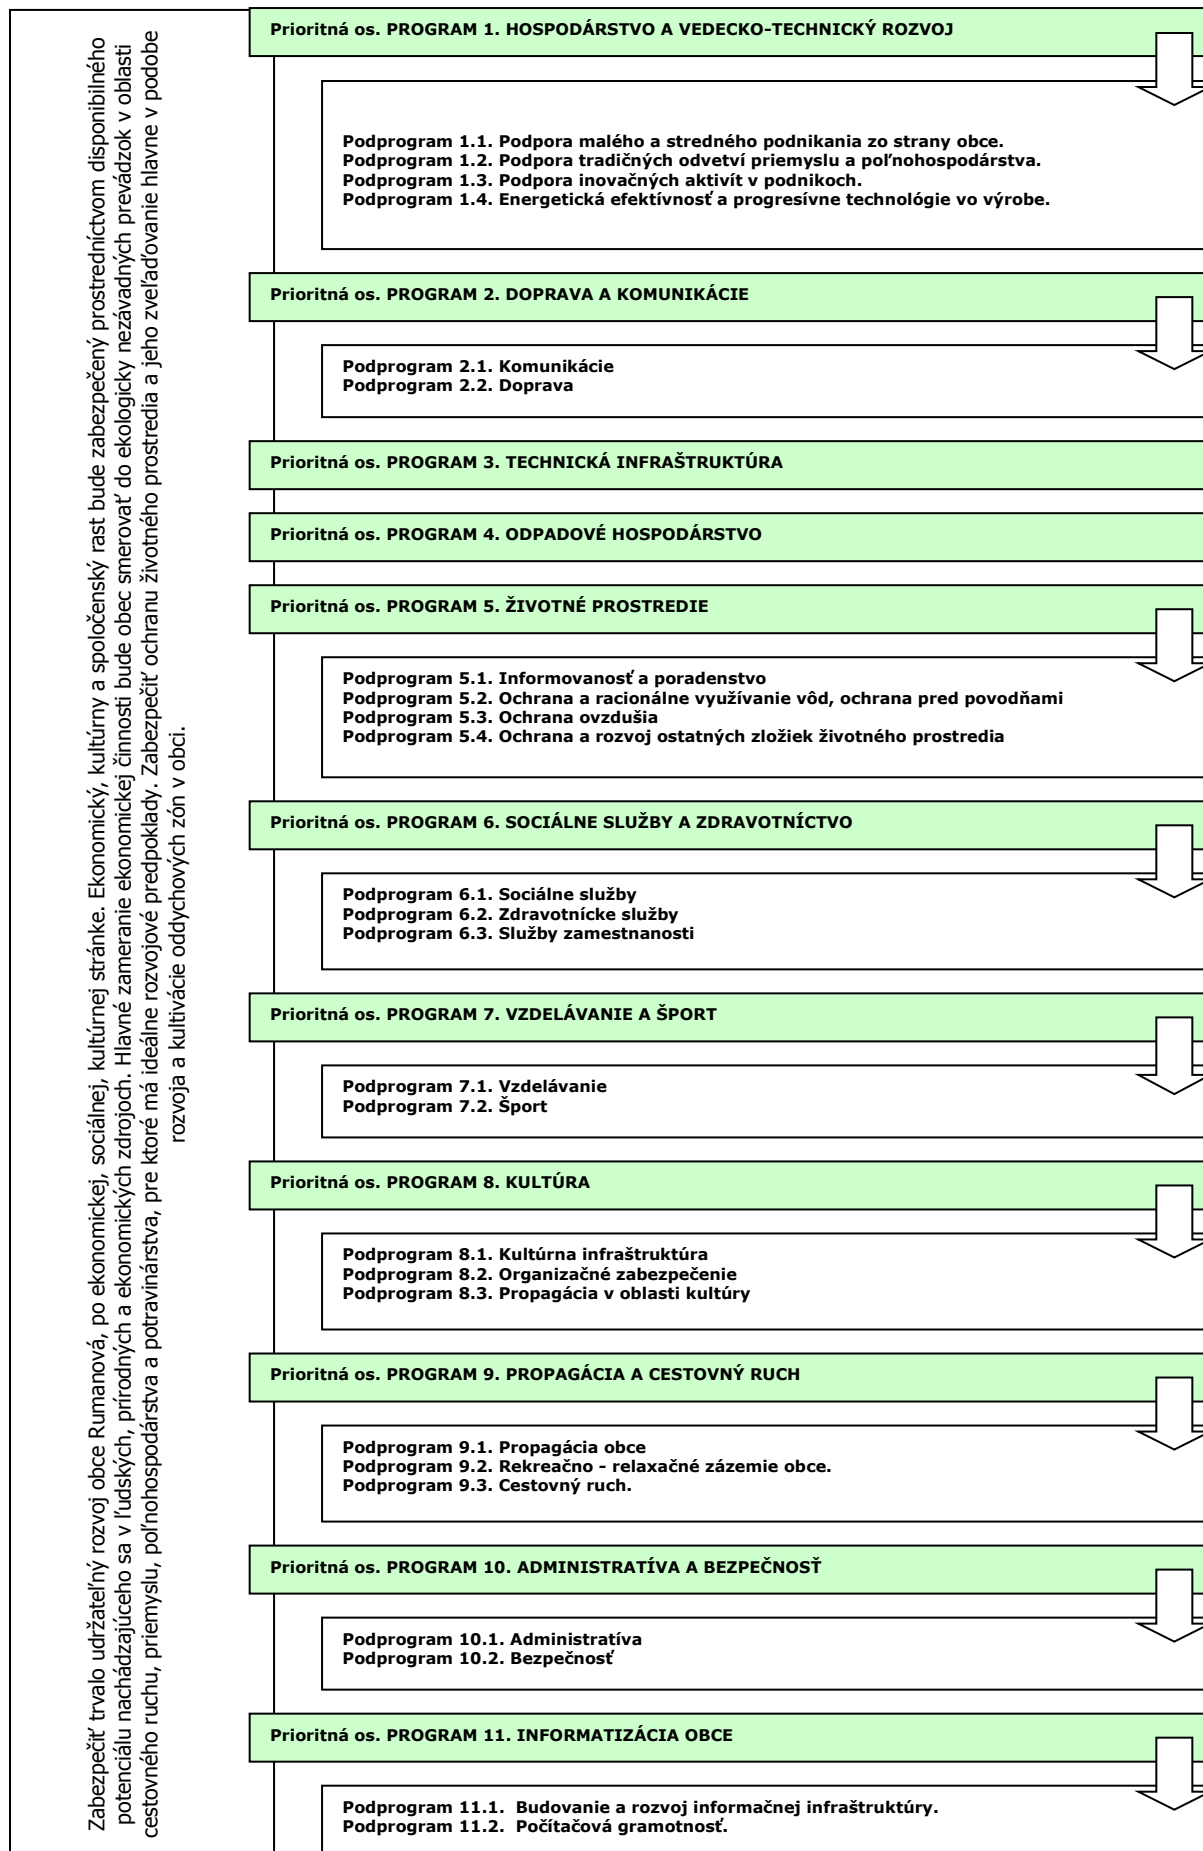 Zabezpečiť trvalo udržateľný rozvoj obce Rumanová, po ekonomickej, sociálnej, kultúrnej stránke. Ekonomický, kultúrny a spoločenský rast bude zabezpečený prostredníctvom disponibilného
potenciálu nachádzajúceho sa v ľudských, prírodných a ekonomických zdrojoch. Hlavné zameranie ekonomickej činnosti bude obec smerovať do ekologicky nezávadných prevádzok v oblasti
cestovného ruchu, priemyslu, poľnohospodárstva a potravinárstva, pre ktoré má ideálne rozvojové predpoklady. Zabezpečiť ochranu životného prostredia a jeho zveľaďovanie hlavne v podobe
rozvoja a kultivácie oddychových zón v obci.
Prioritná os. PROGRAM 1. HOSPODÁRSTVO A VEDECKO-TECHNICKÝ ROZVOJ
Podprogram 1.1. Podpora malého a stredného podnikania zo strany obce.
Podprogram 1.2. Podpora tradičných odvetví priemyslu a poľnohospodárstva.
Podprogram 1.3. Podpora inovačných aktivít v podnikoch.
Podprogram 1.4. Energetická efektívnosť a progresívne technológie vo výrobe.
Prioritná os. PROGRAM 2. DOPRAVA A KOMUNIKÁCIE
Podprogram 2.1. Komunikácie
Podprogram 2.2. Doprava
Prioritná os. PROGRAM 3. TECHNICKÁ INFRAŠTRUKTÚRA
Prioritná os. PROGRAM 4. ODPADOVÉ HOSPODÁRSTVO
Prioritná os. PROGRAM 5. ŽIVOTNÉ PROSTREDIE
Podprogram 5.1. Informovanosť a poradenstvo
Podprogram 5.2. Ochrana a racionálne využívanie vôd, ochrana pred povodňami
Podprogram 5.3. Ochrana ovzdušia
Podprogram 5.4. Ochrana a rozvoj ostatných zložiek životného prostredia
Prioritná os. PROGRAM 6. SOCIÁLNE SLUŽBY A ZDRAVOTNÍCTVO
Podprogram 6.1. Sociálne služby
Podprogram 6.2. Zdravotnícke služby
Podprogram 6.3. Služby zamestnanosti
Prioritná os. PROGRAM 7. VZDELÁVANIE A ŠPORT
Podprogram 7.1. Vzdelávanie
Podprogram 7.2. Šport
Prioritná os. PROGRAM 8. KULTÚRA
Podprogram 8.1. Kultúrna infraštruktúra
Podprogram 8.2. Organizačné zabezpečenie
Podprogram 8.3. Propagácia v oblasti kultúry
Prioritná os. PROGRAM 9. PROPAGÁCIA A CESTOVNÝ RUCH
Podprogram 9.1. Propagácia obce
Podprogram 9.2. Rekreačno - relaxačné zázemie obce.
Podprogram 9.3. Cestovný ruch.
Prioritná os. PROGRAM 10. ADMINISTRATÍVA A BEZPEČNOSŤ
Podprogram 10.1. Administratíva
Podprogram 10.2. Bezpečnosť
Prioritná os. PROGRAM 11. INFORMATIZÁCIA OBCE
Podprogram 11.1. Budovanie a rozvoj informačnej infraštruktúry.
Podprogram 11.2. Počítačová gramotnosť.